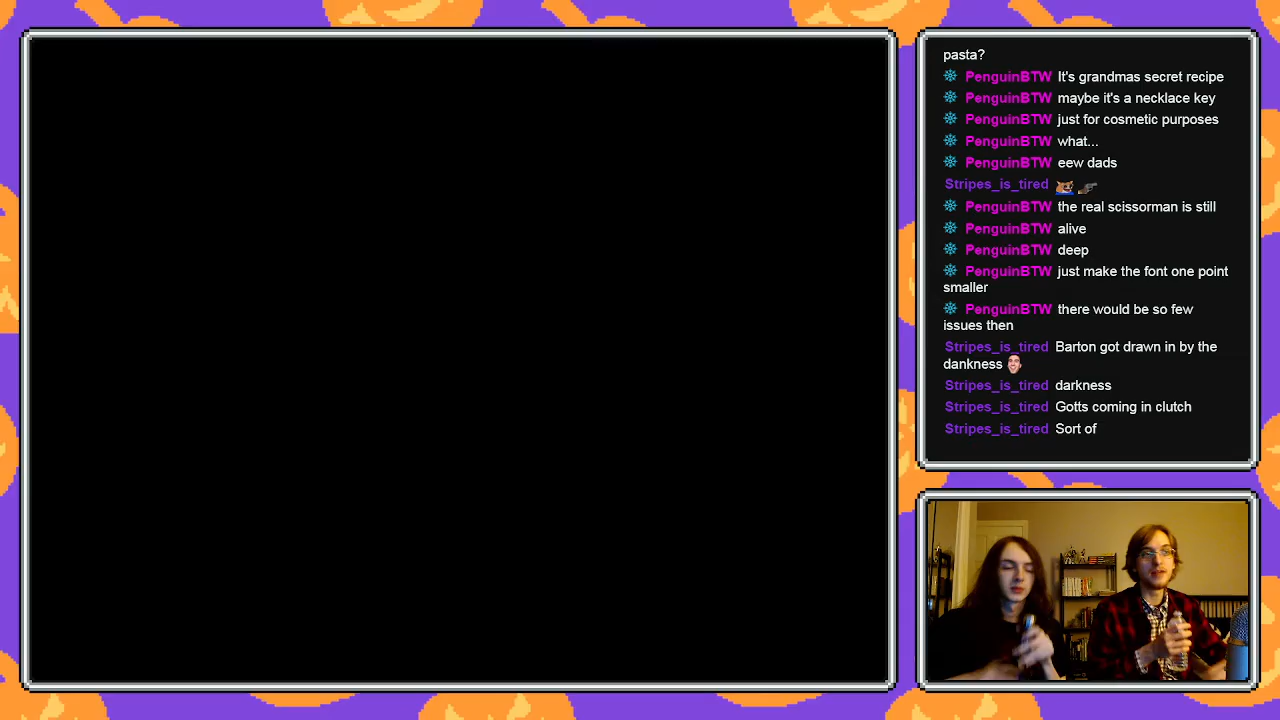 pasta?
PenguinBTW It's grandmas secret recipe
PenguinBTW maybe it's a necklace key
PenguinBTW just for cosmetic purposes
PenguinBTW what...
PenguinBTW eew dads
Stripes_is_tired
PenguinBTW the real scissorman is still
PenguinBTW alive
PenguinBTW deep
PenguinBTW just make the font one point
smaller
PenguinBTW there would be so few
issues then
Stripes_is_tired Barton got drawn in by the
dankness
Stripes_is_tired darkness
Stripes_is_tired Gotts coming in clutch
Stripes_is_tired Sort of